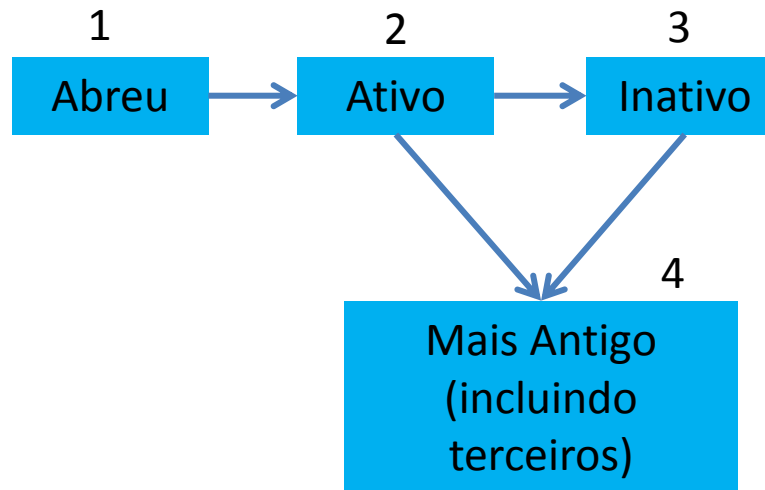 1
2
3
Abreu
Ativo
Inativo
4
Mais Antigo
(incluindo
terceiros)